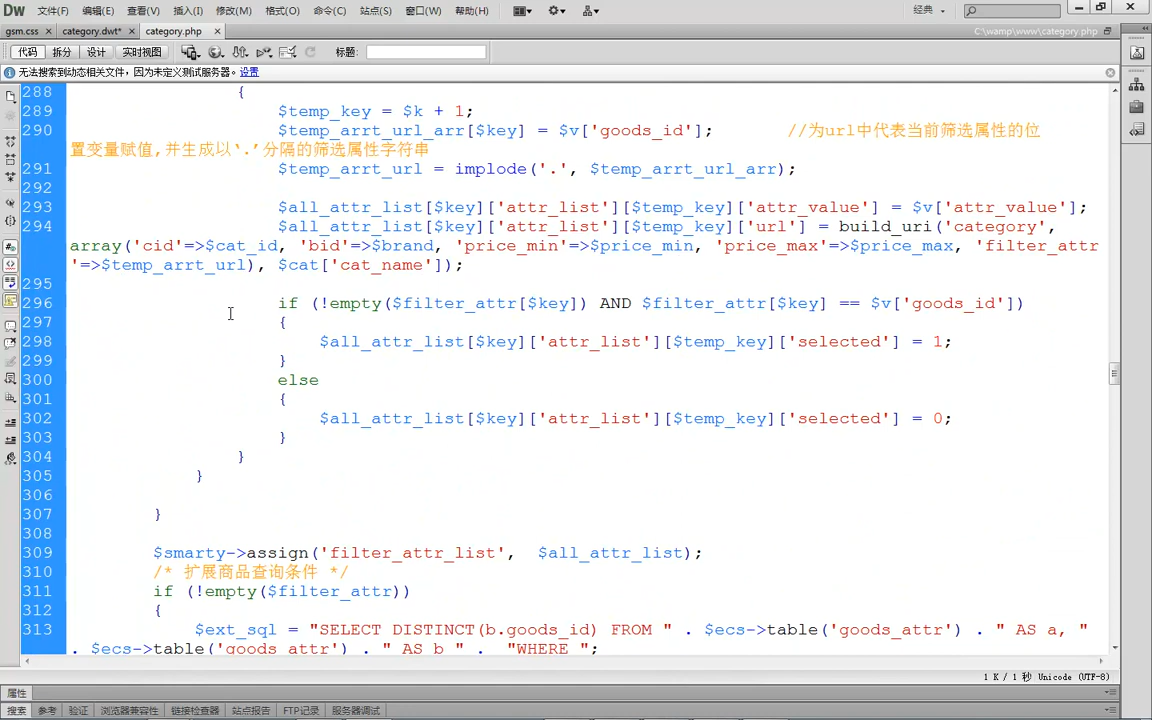 Dw 文件(F) 编辑(E) 查看(V) 插入(I) 修改(M) 格式(O) 命令(C) 站点(S) 窗口(W) 帮助(H) 经典
gsm.css × category.dwt* × category.php × C:\wamp\www\category.php
代码 拆分 设计 实时视图 标题:
无法搜索到动态相关文件，因为未定义测试服务器。设置
288 {
289 $temp_key = $k + 1;
290 $temp_arrt_url_arr[$key] = $v['goods_id']; //为url中代表当前筛选属性的位
置变量赋值,并生成以‘.’分隔的筛选属性字符串
291 $temp_arrt_url = implode('.', $temp_arrt_url_arr);
292
293 $all_attr_list[$key]['attr_list'][$temp_key]['attr_value'] = $v['attr_value'];
294 $all_attr_list[$key]['attr_list'][$temp_key]['url'] = build_uri('category',
array('cid'=>$cat_id, 'bid'=>$brand, 'price_min'=>$price_min, 'price_max'=>$price_max, 'filter_attr
'=>$temp_arrt_url), $cat['cat_name']);
295
296 if (!empty($filter_attr[$key]) AND $filter_attr[$key] == $v['goods_id'])
297 {
298 $all_attr_list[$key]['attr_list'][$temp_key]['selected'] = 1;
299 }
300 else
301 {
302 $all_attr_list[$key]['attr_list'][$temp_key]['selected'] = 0;
303 }
304 }
305 }
306
307 }
308
309 $smarty->assign('filter_attr_list', $all_attr_list);
310 /* 扩展商品查询条件 */
311 if (!empty($filter_attr))
312 {
313 $ext_sql = "SELECT DISTINCT(b.goods_id) FROM " . $ecs->table('goods_attr') . " AS a, "
. $ecs->table('goods_attr') . " AS b " . "WHERE ";
1 K / 1 秒 Unicode (UTF-8)
属性
搜索 参考 验证 浏览器兼容性 链接检查器 站点报告 FTP记录 服务器调试